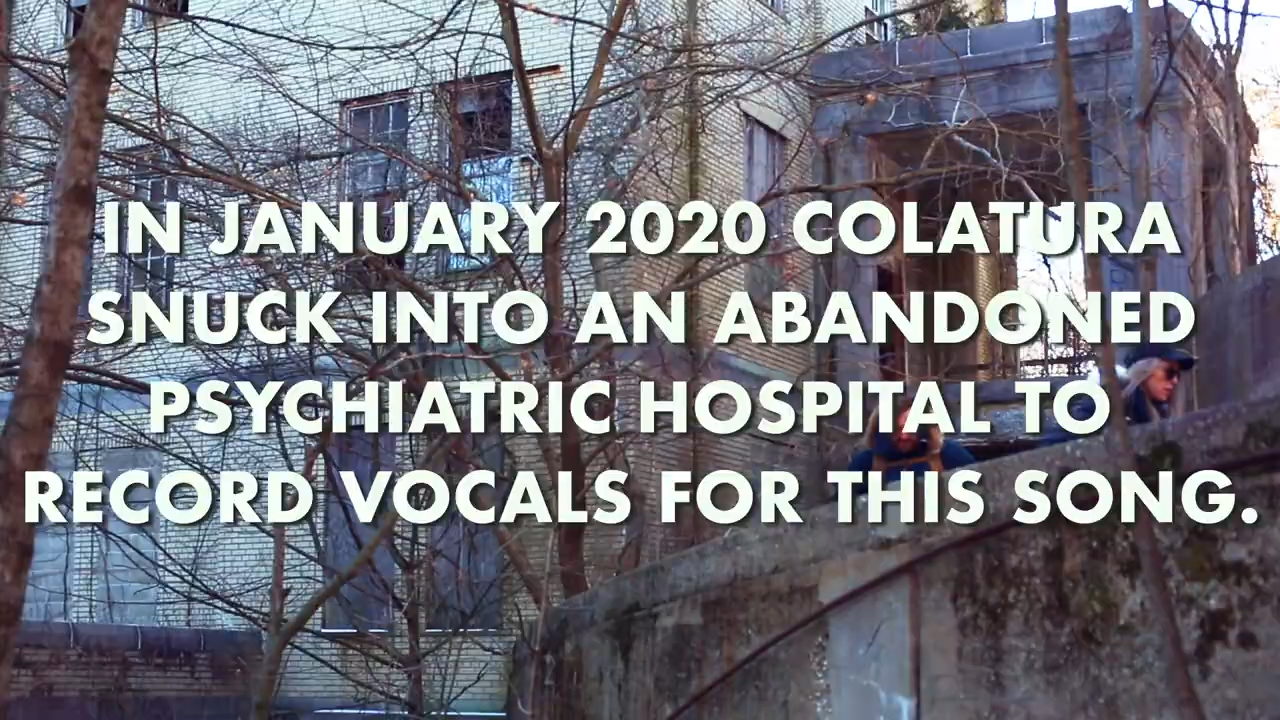 IN JANUARY 2020 COLATURA
SNUCK INTO AN ABANDONED
PSYCHIATRIC HOSPITAL TO
RECORD VOCALS FOR THIS SONG.